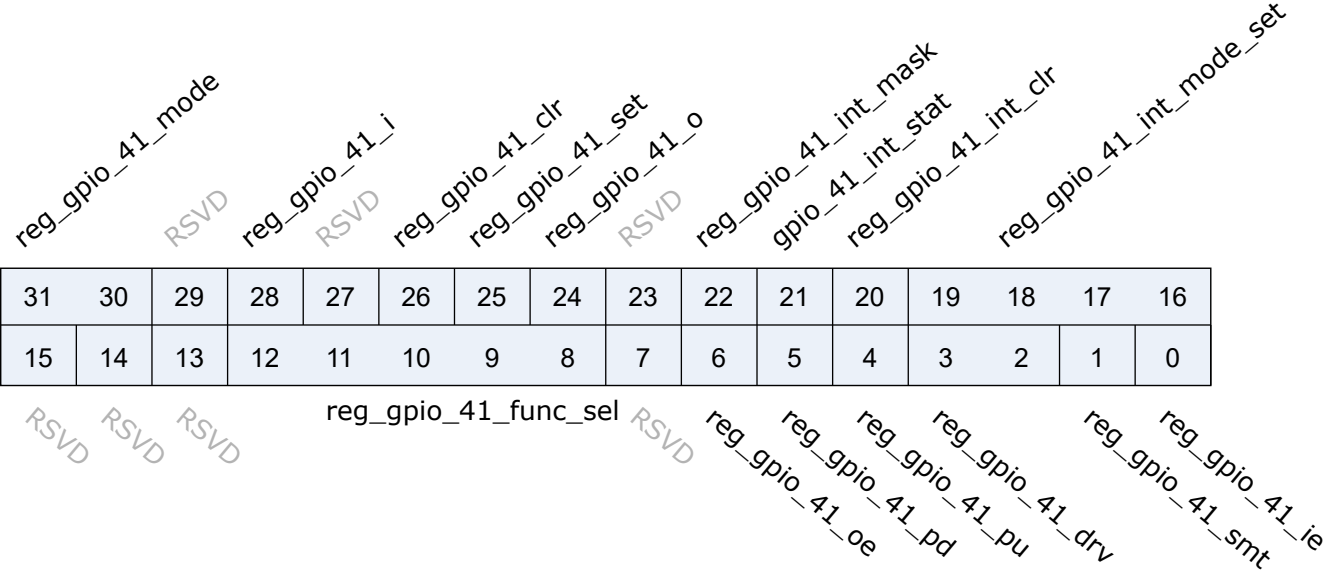 reg_gpio_41_mode
RSVD
reg_gpio_41_i
RSVD
reg_gpio_41_clr
reg_gpio_41_set
reg_gpio_41_o
RSVD
reg_gpio_41_int_mask
gpio_41_int_stat
reg_gpio_41_int_clr
reg_gpio_41_int_mode_set
31 30 29 28 27 26 25 24 23 22 21 20 19 18 17 16
15 14 13 12 11 10 9 8 7 6 5 4 3 2 1 0
RSVD
RSVD
RSVD
reg_gpio_41_func_sel
RSVD
reg_gpio_41_oe
reg_gpio_41_pd
reg_gpio_41_pu
reg_gpio_41_drv
reg_gpio_41_smt
reg_gpio_41_ie